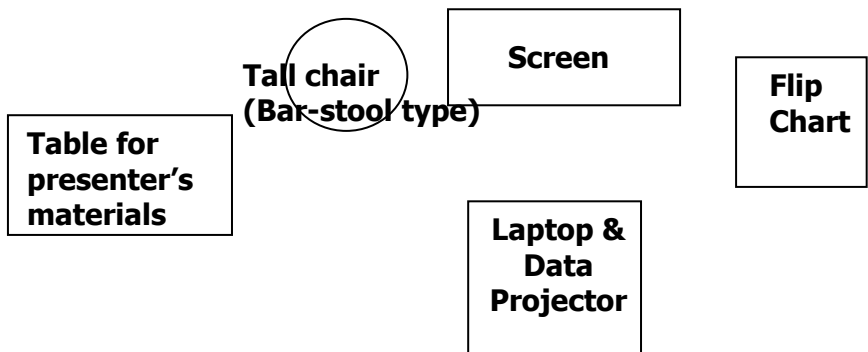 Tall chair
(Bar-stool type)
Screen
Flip
Chart
Table for
presenter’s
materials
Laptop &
Data
Projector